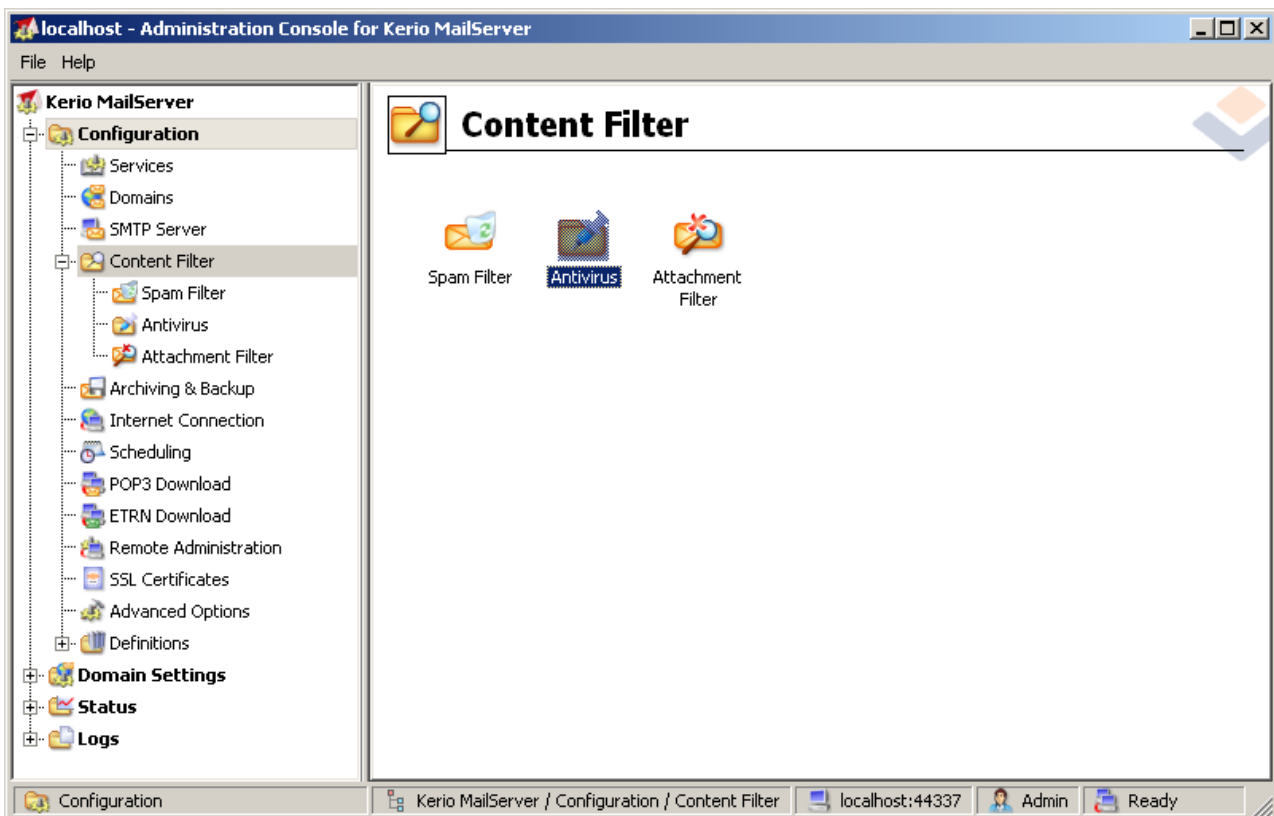 localhost - Administration Console for Kerio MailServer
File Help
Kerio MailServer
Configuration
Services
Domains
SMTP Server
Content Filter
Spam Filter
Antivirus
Attachment Filter
Archiving & Backup
Internet Connection
Scheduling
POP3 Download
ETRN Download
Remote Administration
SSL Certificates
Advanced Options
Definitions
Domain Settings
Status
Logs
Content Filter
Spam Filter
Antivirus
Attachment
Filter
Configuration
Kerio MailServer / Configuration / Content Filter
localhost:44337
Admin
Ready